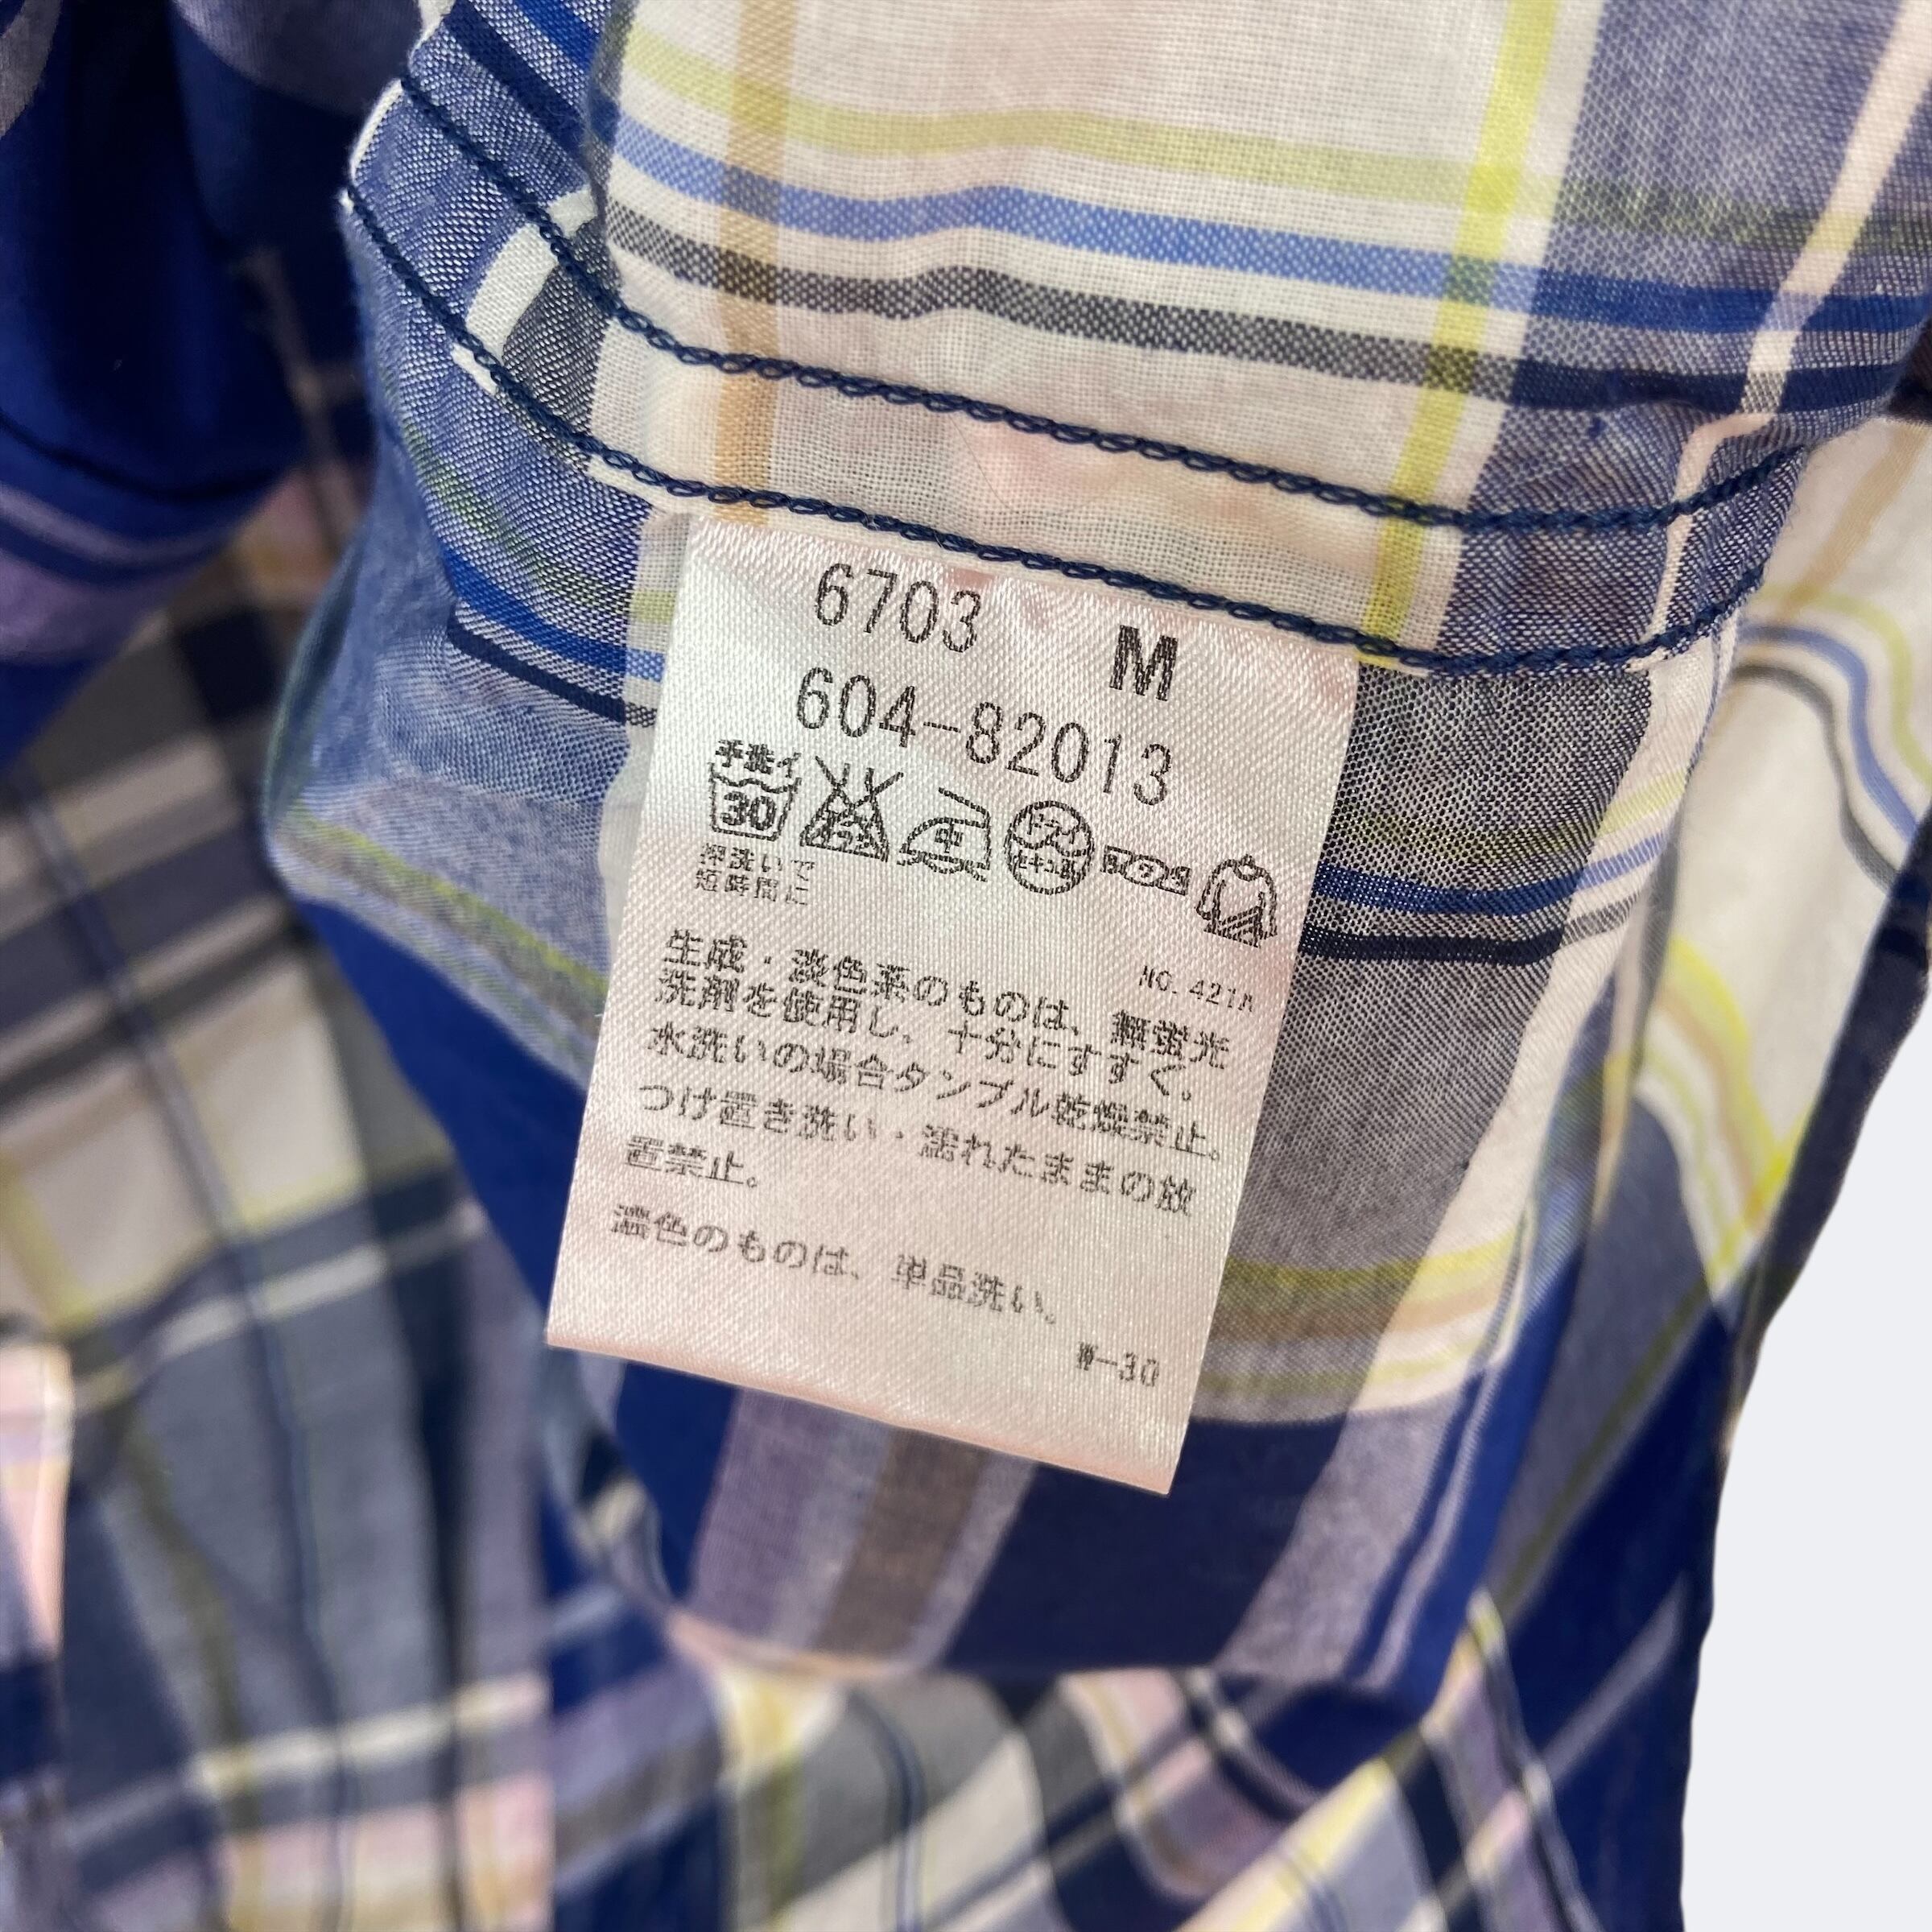 6703 M
604-82013
手洗イ 30
中
ドライ
セキユ系
押洗いで
短時間に
NO.421A
生成・淡色系のものは、無蛍光
洗剤を使用し、十分にすすぐ。
水洗いの場合タンブル乾燥禁止。
つけ置き洗い・濡れたままの放
置禁止。
濃色のものは、単品洗い。
W-30